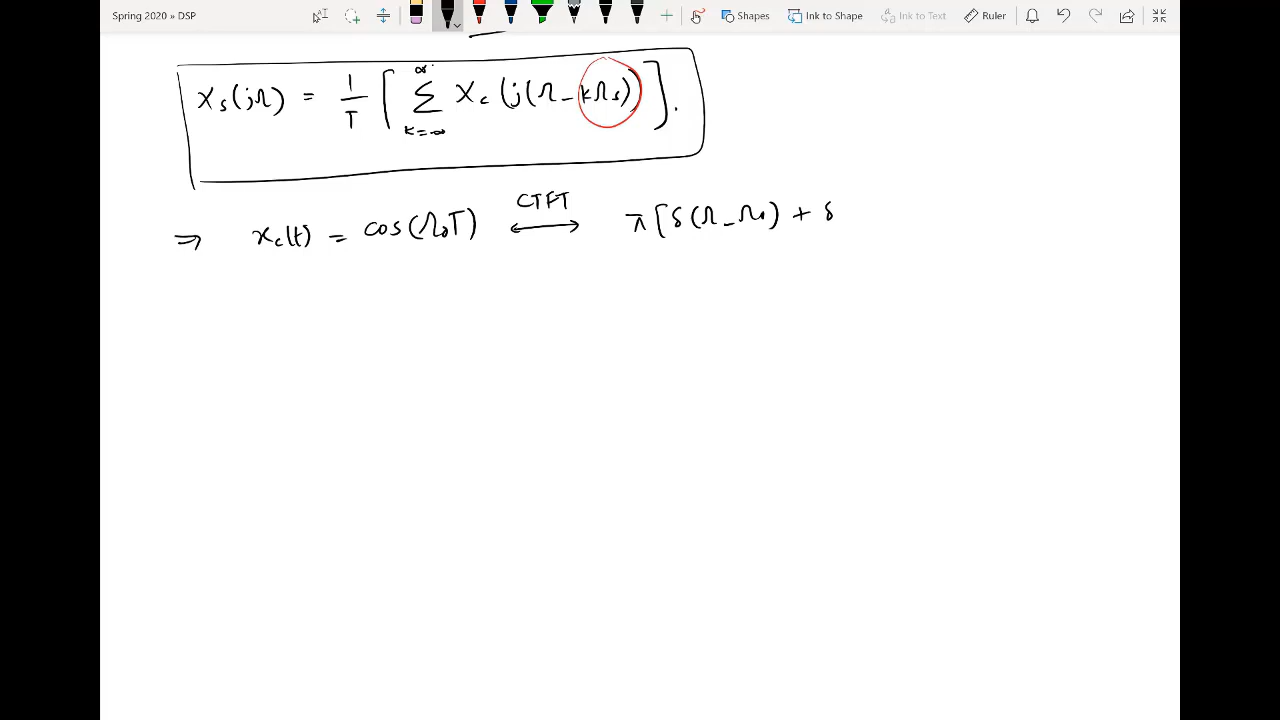 Spring 2020 » DSP Shapes Ink to Shape Ink to Text Ruler
Xs(jΩ) = 1/T [ ∑_{k=-∞}^{∞} Xc(j(Ω-kΩs)) ].
⇒ xc(t) = cos(Ω₀T) ⟷ CTFT π[δ(Ω-Ω₀) + δ